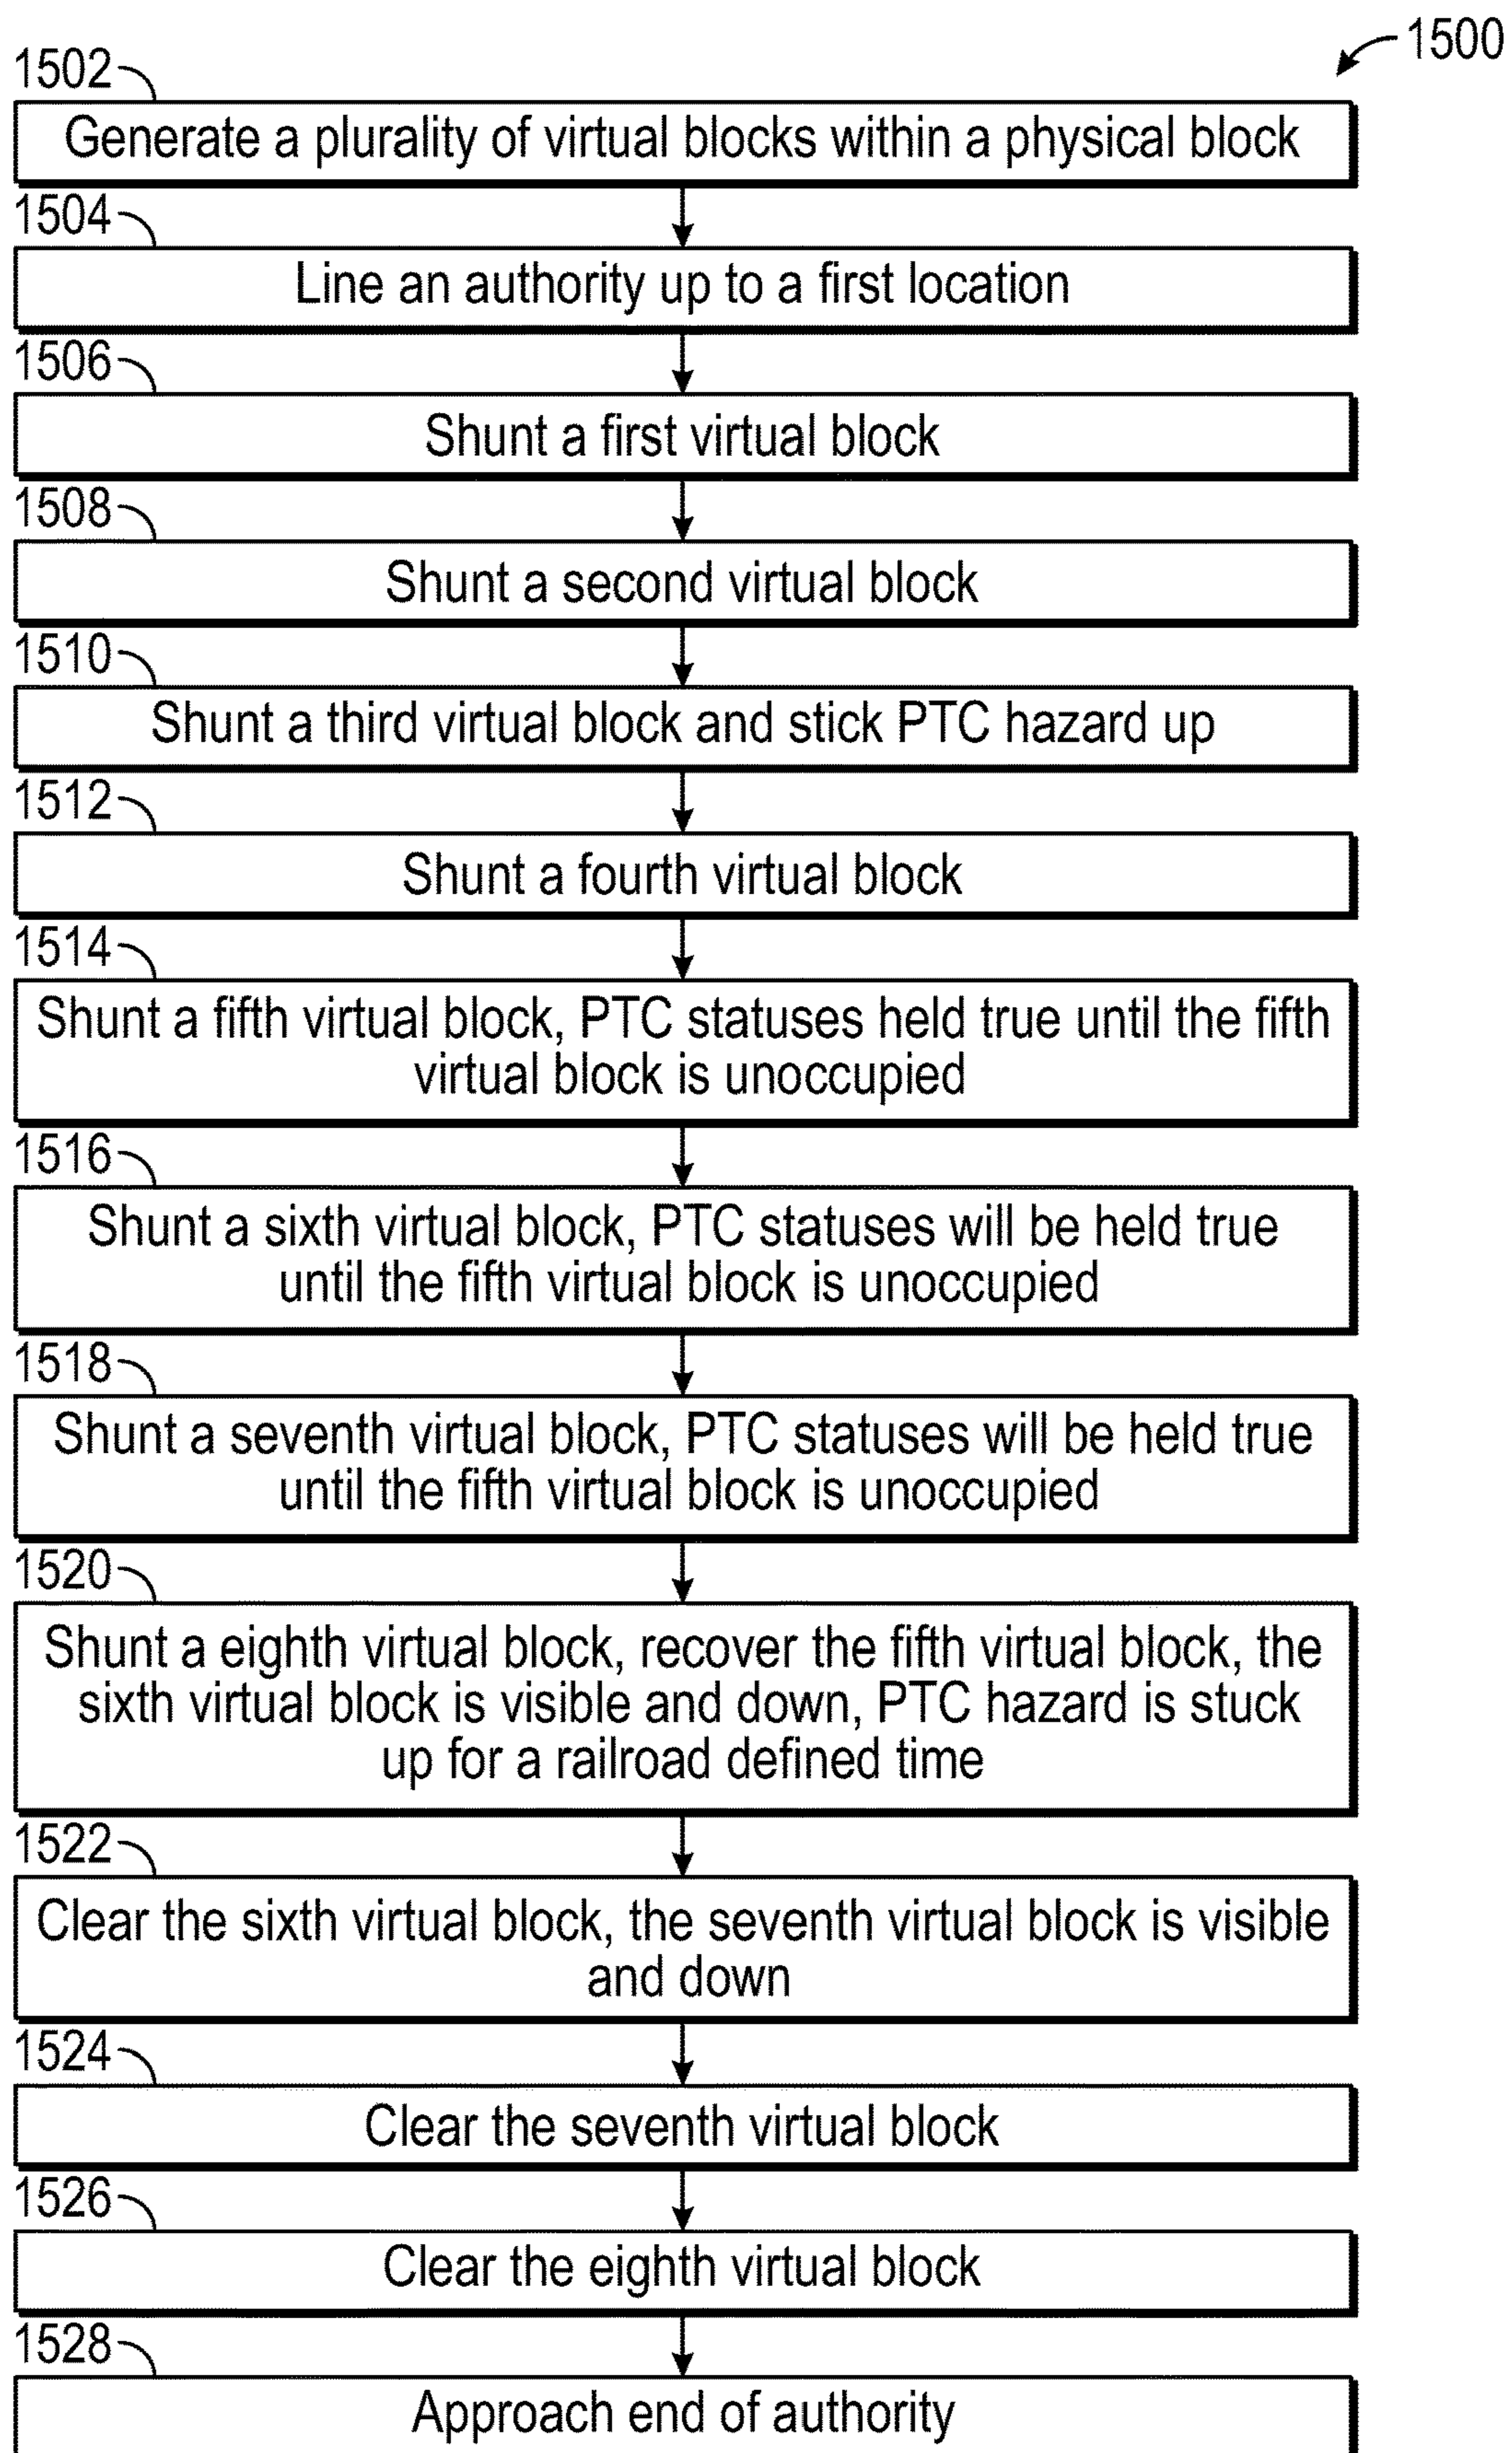 1500
1502
Generate a plurality of virtual blocks within a physical block
1504
Line an authority up to a first location
1506
Shunt a first virtual block
1508
Shunt a second virtual block
1510
Shunt a third virtual block and stick PTC hazard up
1512
Shunt a fourth virtual block
1514
Shunt a fifth virtual block, PTC statuses held true until the fifth
virtual block is unoccupied
1516
Shunt a sixth virtual block, PTC statuses will be held true
until the fifth virtual block is unoccupied
1518
Shunt a seventh virtual block, PTC statuses will be held true
until the fifth virtual block is unoccupied
1520
Shunt a eighth virtual block, recover the fifth virtual block, the
sixth virtual block is visible and down, PTC hazard is stuck
up for a railroad defined time
1522
Clear the sixth virtual block, the seventh virtual block is visible
and down
1524
Clear the seventh virtual block
1526
Clear the eighth virtual block
1528
Approach end of authority